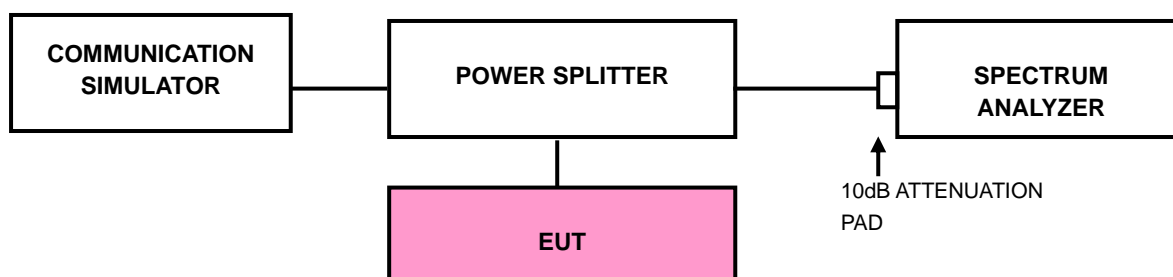 COMMUNICATION
SIMULATOR
POWER SPLITTER
SPECTRUM
ANALYZER
10dB ATTENUATION
PAD
EUT